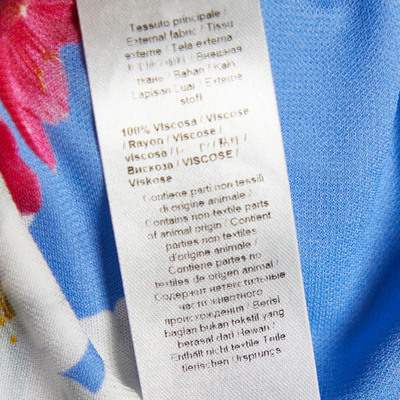 Tessuto principale /
External fabric / Tissu
externe / Tela externa
/ Внешняя
ткане / Bahan / Kain
Lapisan Luar / Externe
stoff
100% Viscosa / Viscose
/ Rayon / Viscose /
viscosa /
Вискоза / VISCOSE /
Viskose
Contiene parti non tessili
di origine animale /
Contains non textile parts
of animal origin / Contient
parties non textiles
d'origine animale /
Contiene partes no
textiles de origen animal /
Содержит нетекстильные
части животного
происхождения / Berisi
bagian bukan tekstil yang
berasal dari Hewan /
Enthält nicht textile Teile
tierischen Ursprungs